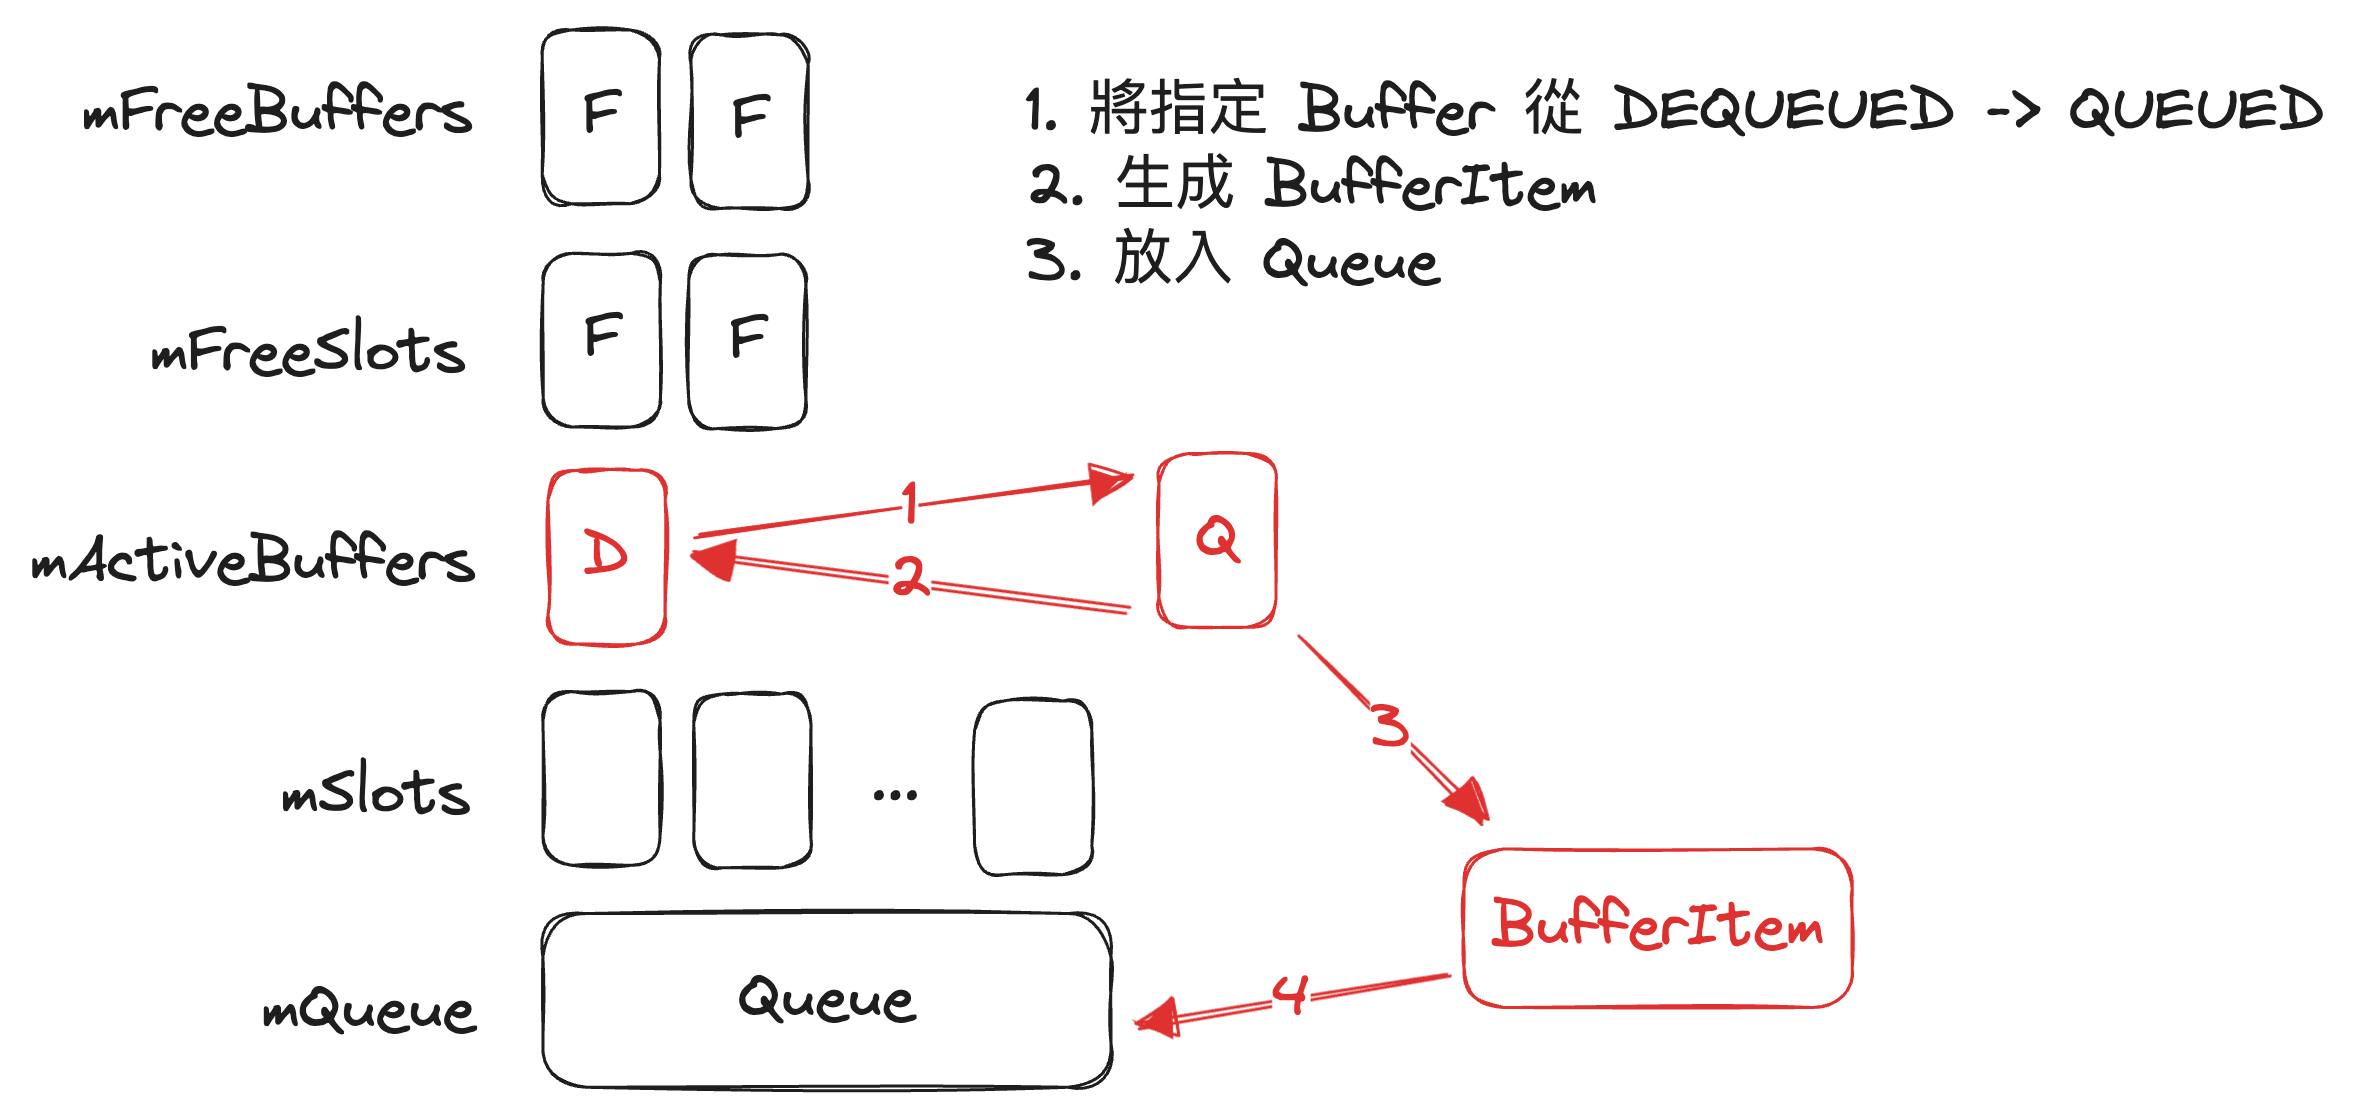 mFreeBuffers
F
F
1. 將指定 Buffer 從 DEQUEUED -> QUEUED
2. 生成 BufferItem
3. 放入 Queue
mFreeSlots
F
F
mActiveBuffers
D
1
2
Q
3
mSlots
...
BufferItem
mQueue
Queue
4